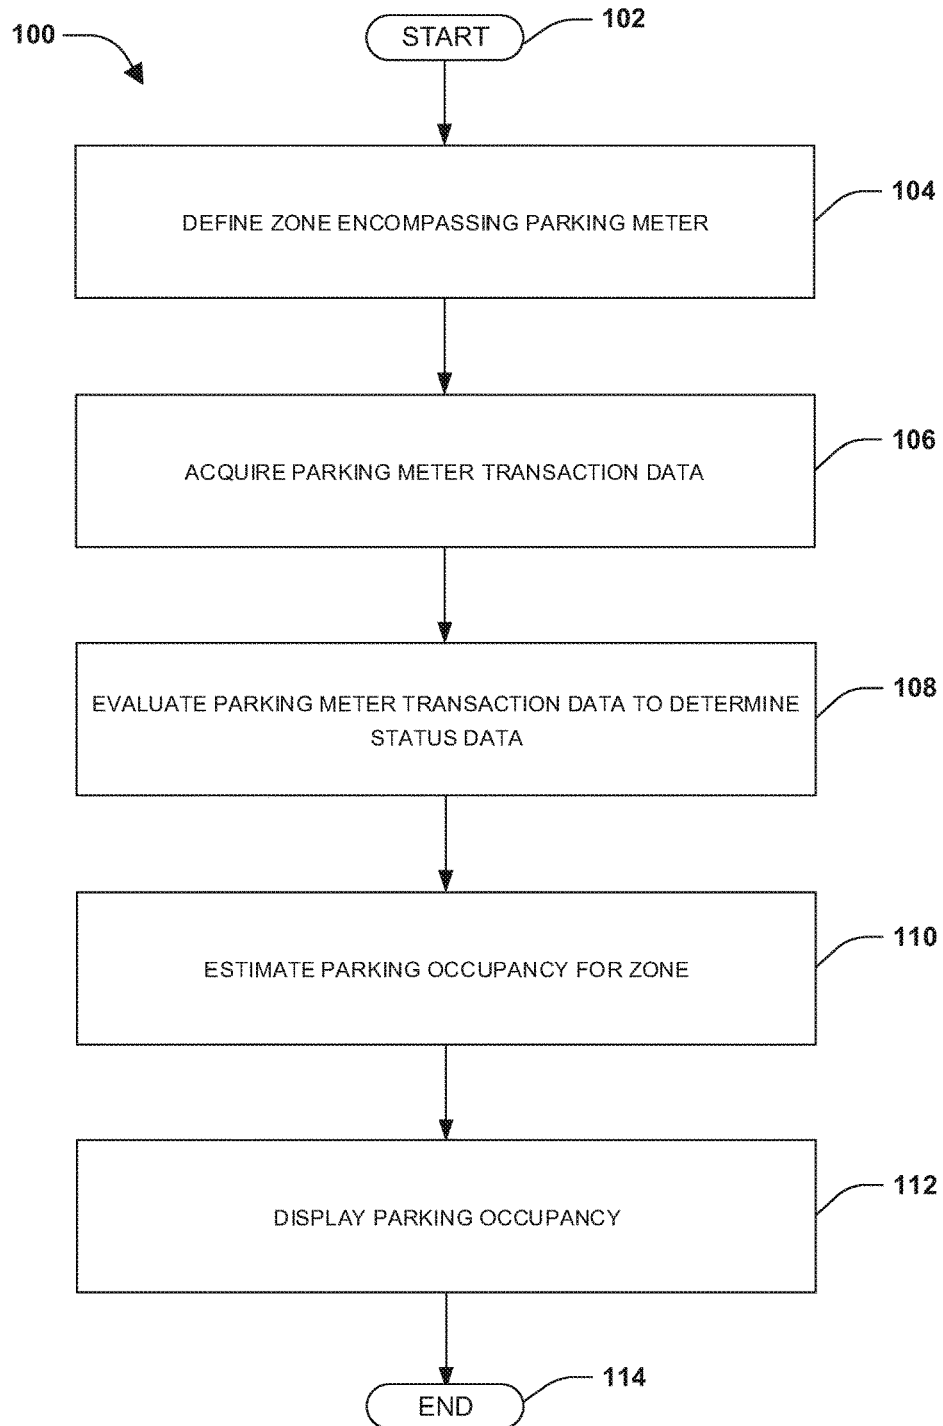 100
START
102
DEFINE ZONE ENCOMPASSING PARKING METER
104
ACQUIRE PARKING METER TRANSACTION DATA
106
EVALUATE PARKING METER TRANSACTION DATA TO DETERMINE
STATUS DATA
108
ESTIMATE PARKING OCCUPANCY FOR ZONE
110
DISPLAY PARKING OCCUPANCY
112
END
114